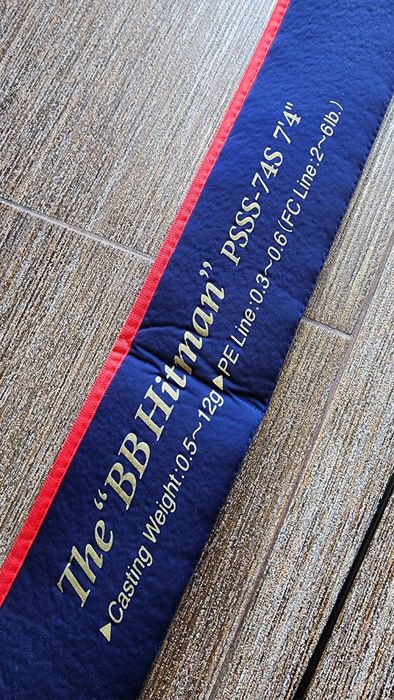 The “BB Hitman” PSSS-74S 7'4"
▶Casting Weight:0.5～12g▶PE Line:0.3～0.6(FC Line:2～6lb.)